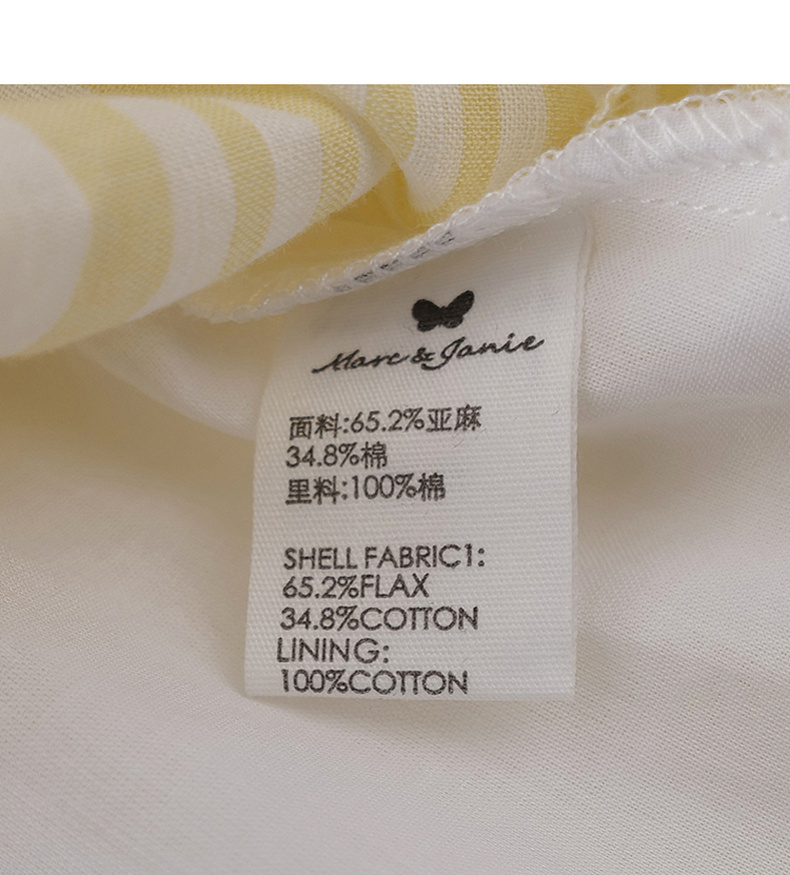 Marc & Janie
面料:65.2%亚麻
34.8%棉
里料:100%棉
SHELL FABRIC1:
65.2%FLAX
34.8%COTTON
LINING:
100%COTTON